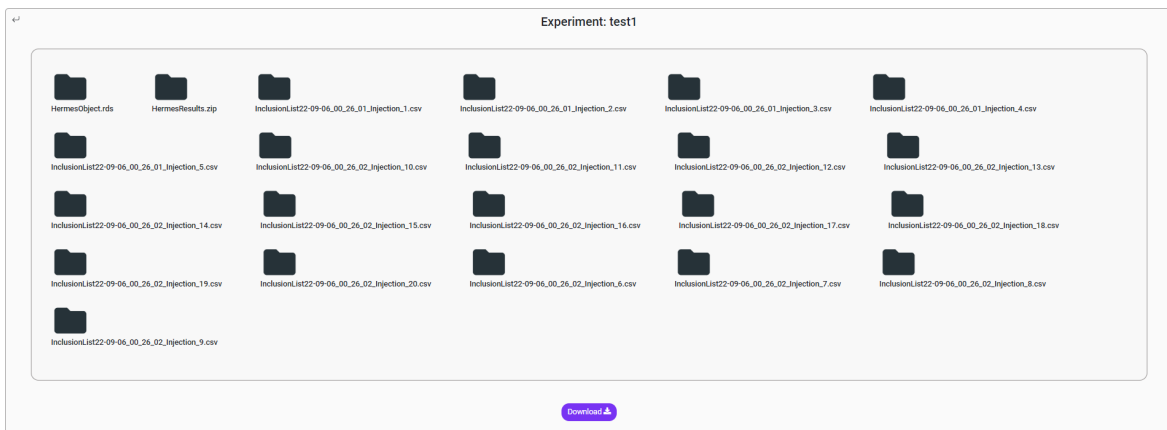 Experiment: test1
HermesObject.rds HermesResults.zip InclusionList22-09-06_00_26_01_Injection_1.csv InclusionList22-09-06_00_26_01_Injection_2.csv InclusionList22-09-06_00_26_01_Injection_3.csv InclusionList22-09-06_00_26_01_Injection_4.csv
InclusionList22-09-06_00_26_01_Injection_5.csv InclusionList22-09-06_00_26_02_Injection_10.csv InclusionList22-09-06_00_26_02_Injection_11.csv InclusionList22-09-06_00_26_02_Injection_12.csv InclusionList22-09-06_00_26_02_Injection_13.csv
InclusionList22-09-06_00_26_02_Injection_14.csv InclusionList22-09-06_00_26_02_Injection_15.csv InclusionList22-09-06_00_26_02_Injection_16.csv InclusionList22-09-06_00_26_02_Injection_17.csv InclusionList22-09-06_00_26_02_Injection_18.csv
InclusionList22-09-06_00_26_02_Injection_19.csv InclusionList22-09-06_00_26_02_Injection_20.csv InclusionList22-09-06_00_26_02_Injection_6.csv InclusionList22-09-06_00_26_02_Injection_7.csv InclusionList22-09-06_00_26_02_Injection_8.csv
InclusionList22-09-06_00_26_02_Injection_9.csv
Download